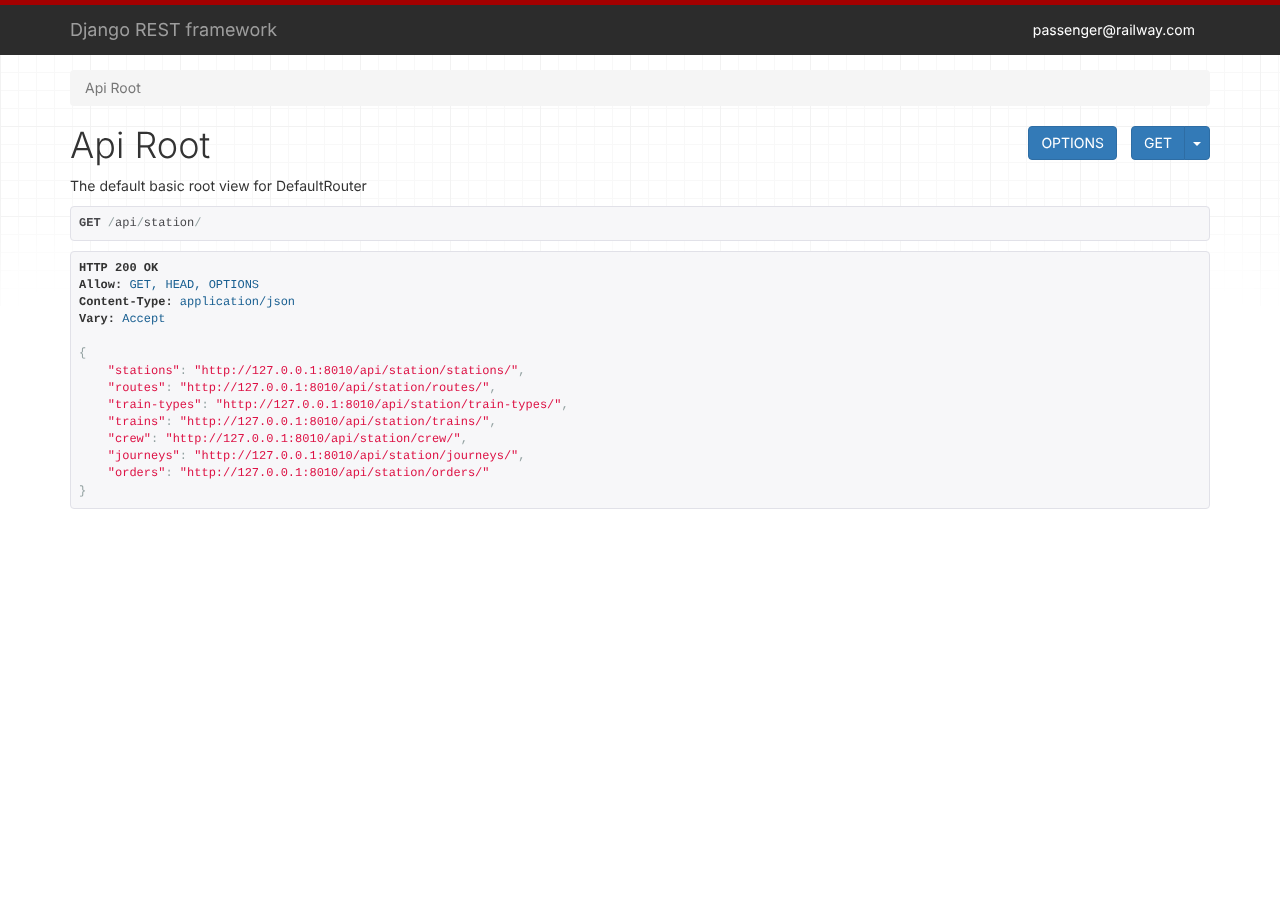 Django REST framework
passenger@railway.com
Api Root
Api Root
OPTIONS
GET
The default basic root view for DefaultRouter
GET /api/station/
HTTP 200 OK
Allow: GET, HEAD, OPTIONS
Content-Type: application/json
Vary: Accept
{
    "stations": "http://127.0.0.1:8010/api/station/stations/",
    "routes": "http://127.0.0.1:8010/api/station/routes/",
    "train-types": "http://127.0.0.1:8010/api/station/train-types/",
    "trains": "http://127.0.0.1:8010/api/station/trains/",
    "crew": "http://127.0.0.1:8010/api/station/crew/",
    "journeys": "http://127.0.0.1:8010/api/station/journeys/",
    "orders": "http://127.0.0.1:8010/api/station/orders/"
}